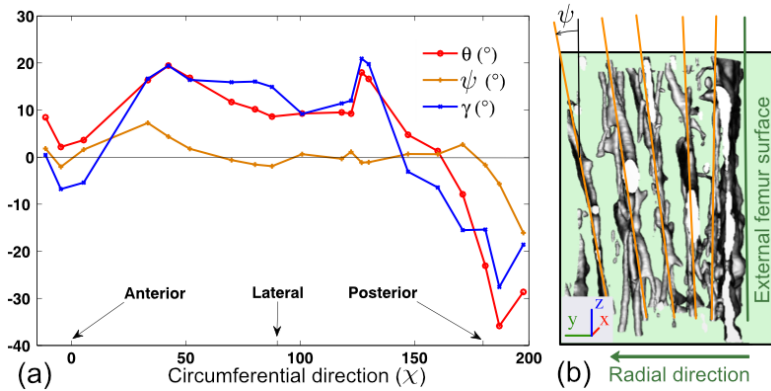 30
20
10
0
-10
-20
-30
-40
θ (°)
ψ (°)
γ (°)
Anterior
Lateral
Posterior
0
50
100
150
200
(a)
Circumferential direction (χ)
ψ
External femur surface
z
y
x
(b)
Radial direction